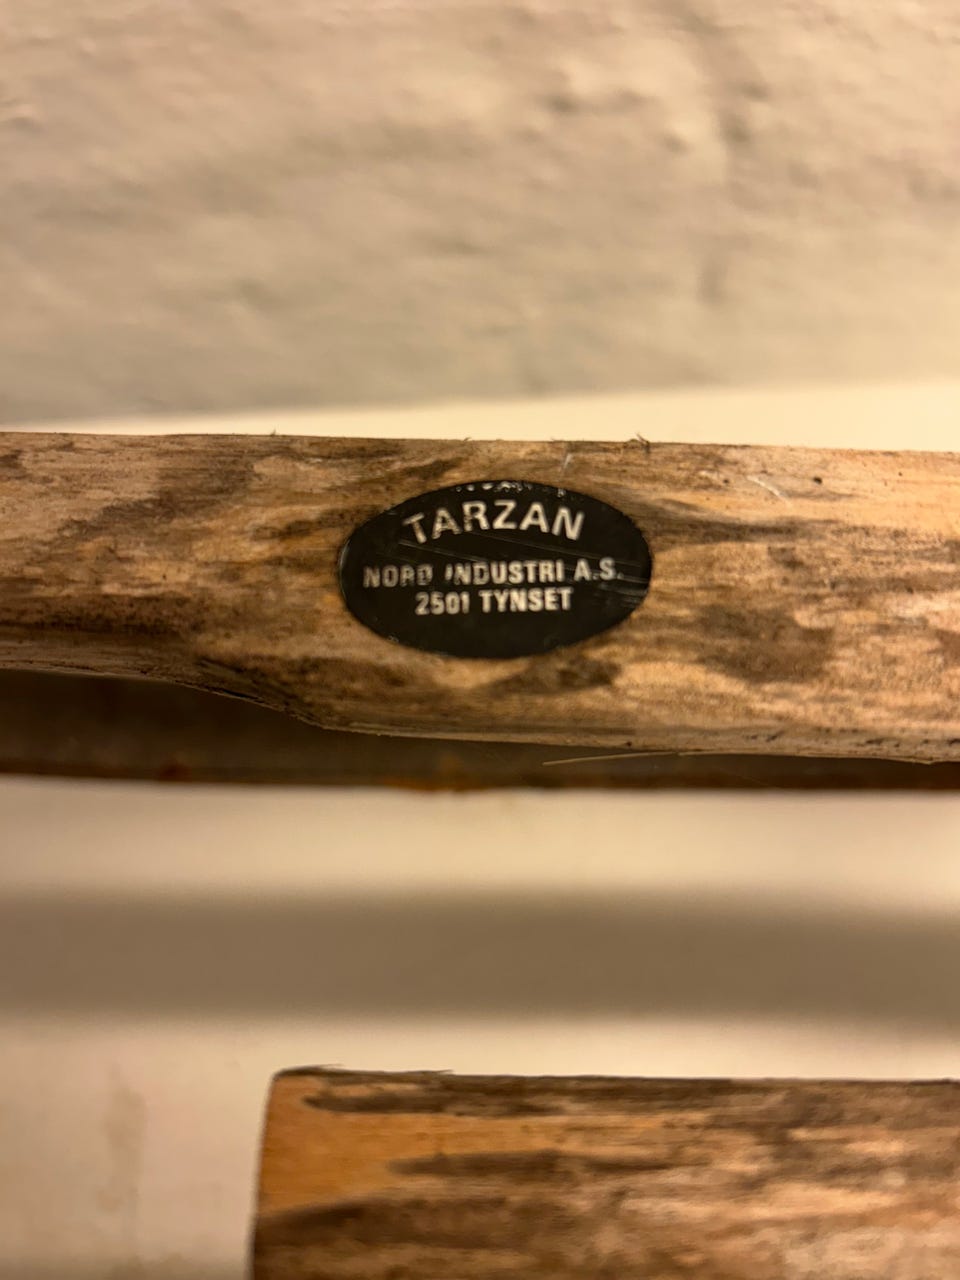 TARZAN
NORD INDUSTRI A.S.
2501 TYNSET